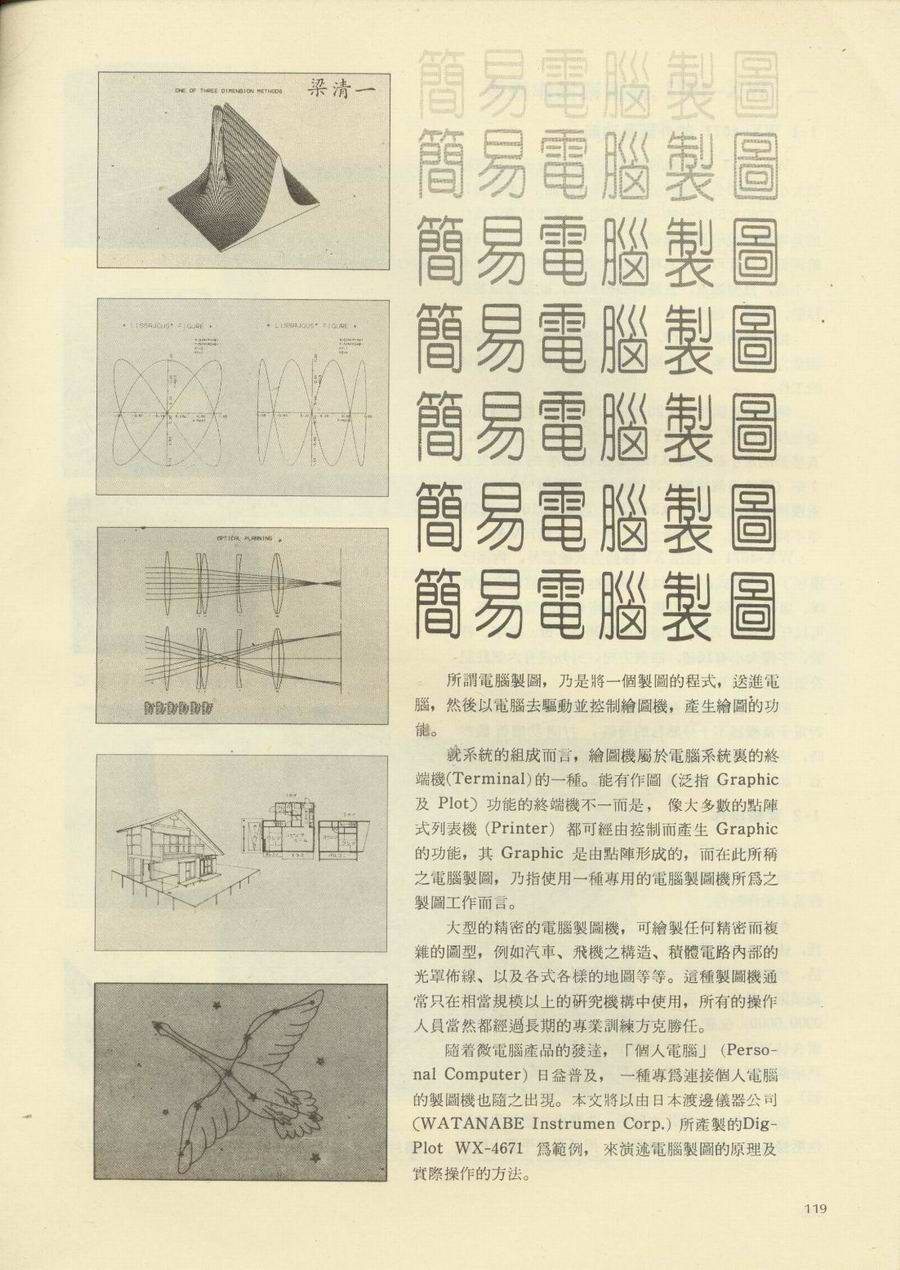 簡易電腦製圖
簡易電腦製圖
簡易電腦製圖
簡易電腦製圖
簡易電腦製圖
簡易電腦製圖
簡易電腦製圖
ONE OF THREE DIMENSION METHODS
梁清一
* LISSAJOUS" FIGURE *
* LISSAJOUS" FIGURE *
OPTICAL PLANNING
所謂電腦製圖，乃是將一個製圖的程式，送進電
腦，然後以電腦去驅動並控制繪圖機，產生繪圖的功
能。
就系統的組成而言，繪圖機屬於電腦系統裏的終
端機(Terminal)的一種。能有作圖（泛指 Graphic
及 Plot）功能的終端機不一而是， 像大多數的點陣
式列表機（Printer） 都可經由控制而產生 Graphic
的功能，其 Graphic 是由點陣形成的，而在此所稱
之電腦製圖，乃指使用一種專用的電腦製圖機所爲之
製圖工作而言。
大型的精密的電腦製圖機，可繪製任何精密而複
雜的圖型，例如汽車、飛機之構造、積體電路內部的
光罩佈線、以及各式各樣的地圖等等。這種製圖機通
常只在相當規模以上的硏究機構中使用，所有的操作
人員當然都經過長期的專業訓練方克勝任。
隨着微電腦產品的發達，「個人電腦」（Perso-
nal Computer）日益普及， 一種專爲連接個人電腦
的製圖機也隨之出現。本文將以由日本渡邊儀器公司
（WATANABE Instrumen Corp.）所產製的Dig-
Plot WX-4671 爲範例， 來演述電腦製圖的原理及
實際操作的方法。
119